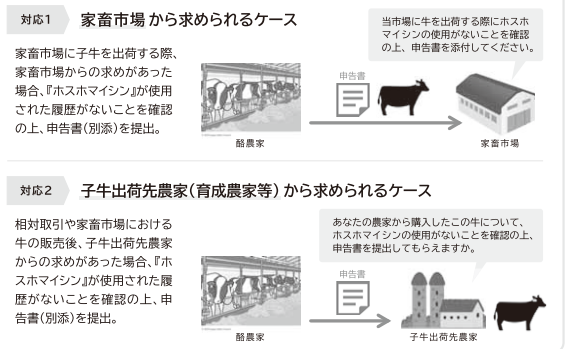 対応1
家畜市場 から求められるケース
家畜市場に子牛を出荷する際、
家畜市場からの求めがあった
場合、『ホスホマイシン』が使用
された履歴がないことを確認
の上、申告書(別添)を提出。
当市場に牛を出荷する際にホスホ
マイシンの使用がないことを確認
の上、申告書を添付してください。
申告書
酪農家
家畜市場
対応2
子牛出荷先農家(育成農家等) から求められるケース
相対取引や家畜市場における
牛の販売後、子牛出荷先農家
からの求めがあった場合、『ホ
スホマイシン』が使用された履
歴がないことを確認の上、申
告書(別添)を提出。
あなたの農家から購入したこの牛について、
ホスホマイシンの使用がないことを確認の上、
申告書を提出してもらえますか。
申告書
酪農家
子牛出荷先農家